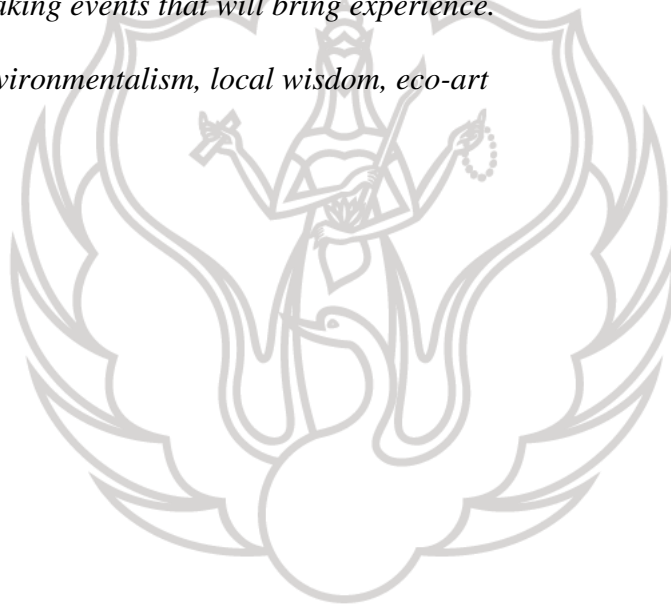 aking events that will bring experience.
vironmentalism, local wisdom, eco-art